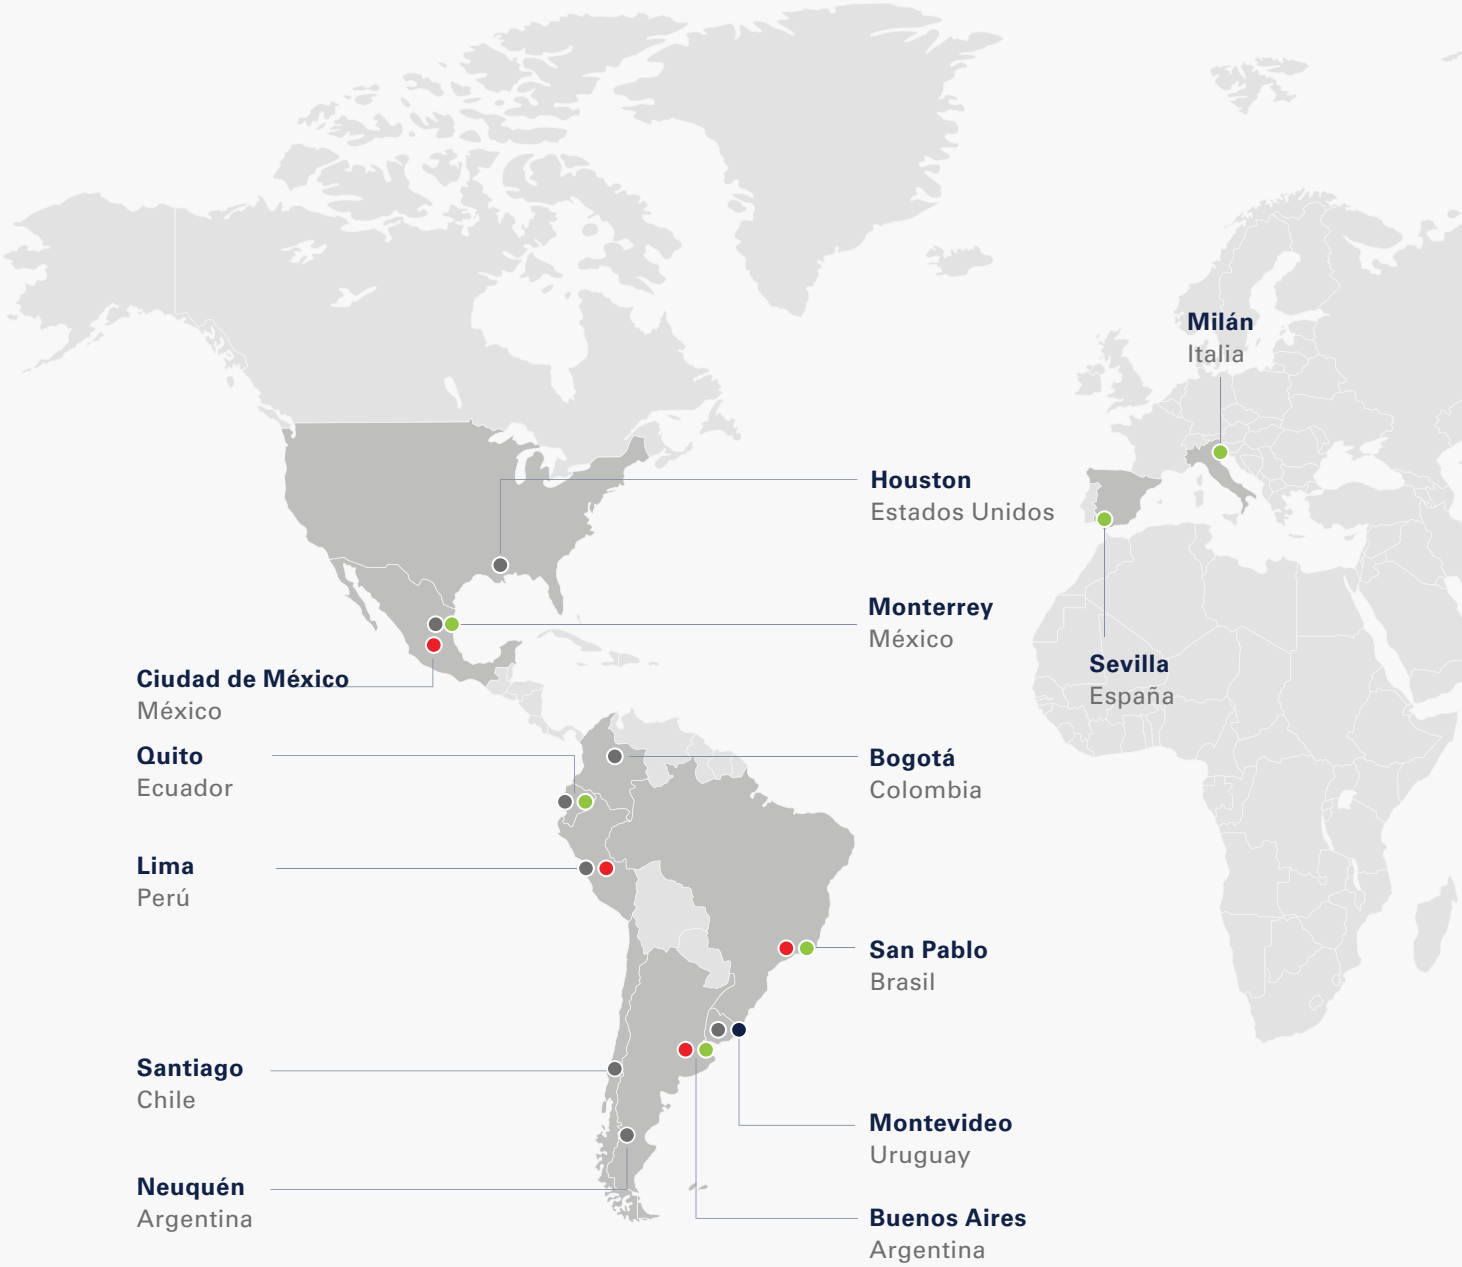 Milán
Italia
Houston
Estados Unidos
Monterrey
México
Sevilla
España
Ciudad de México
México
Quito
Ecuador
Bogotá
Colombia
Lima
Perú
San Pablo
Brasil
Santiago
Chile
Montevideo
Uruguay
Neuquén
Argentina
Buenos Aires
Argentina